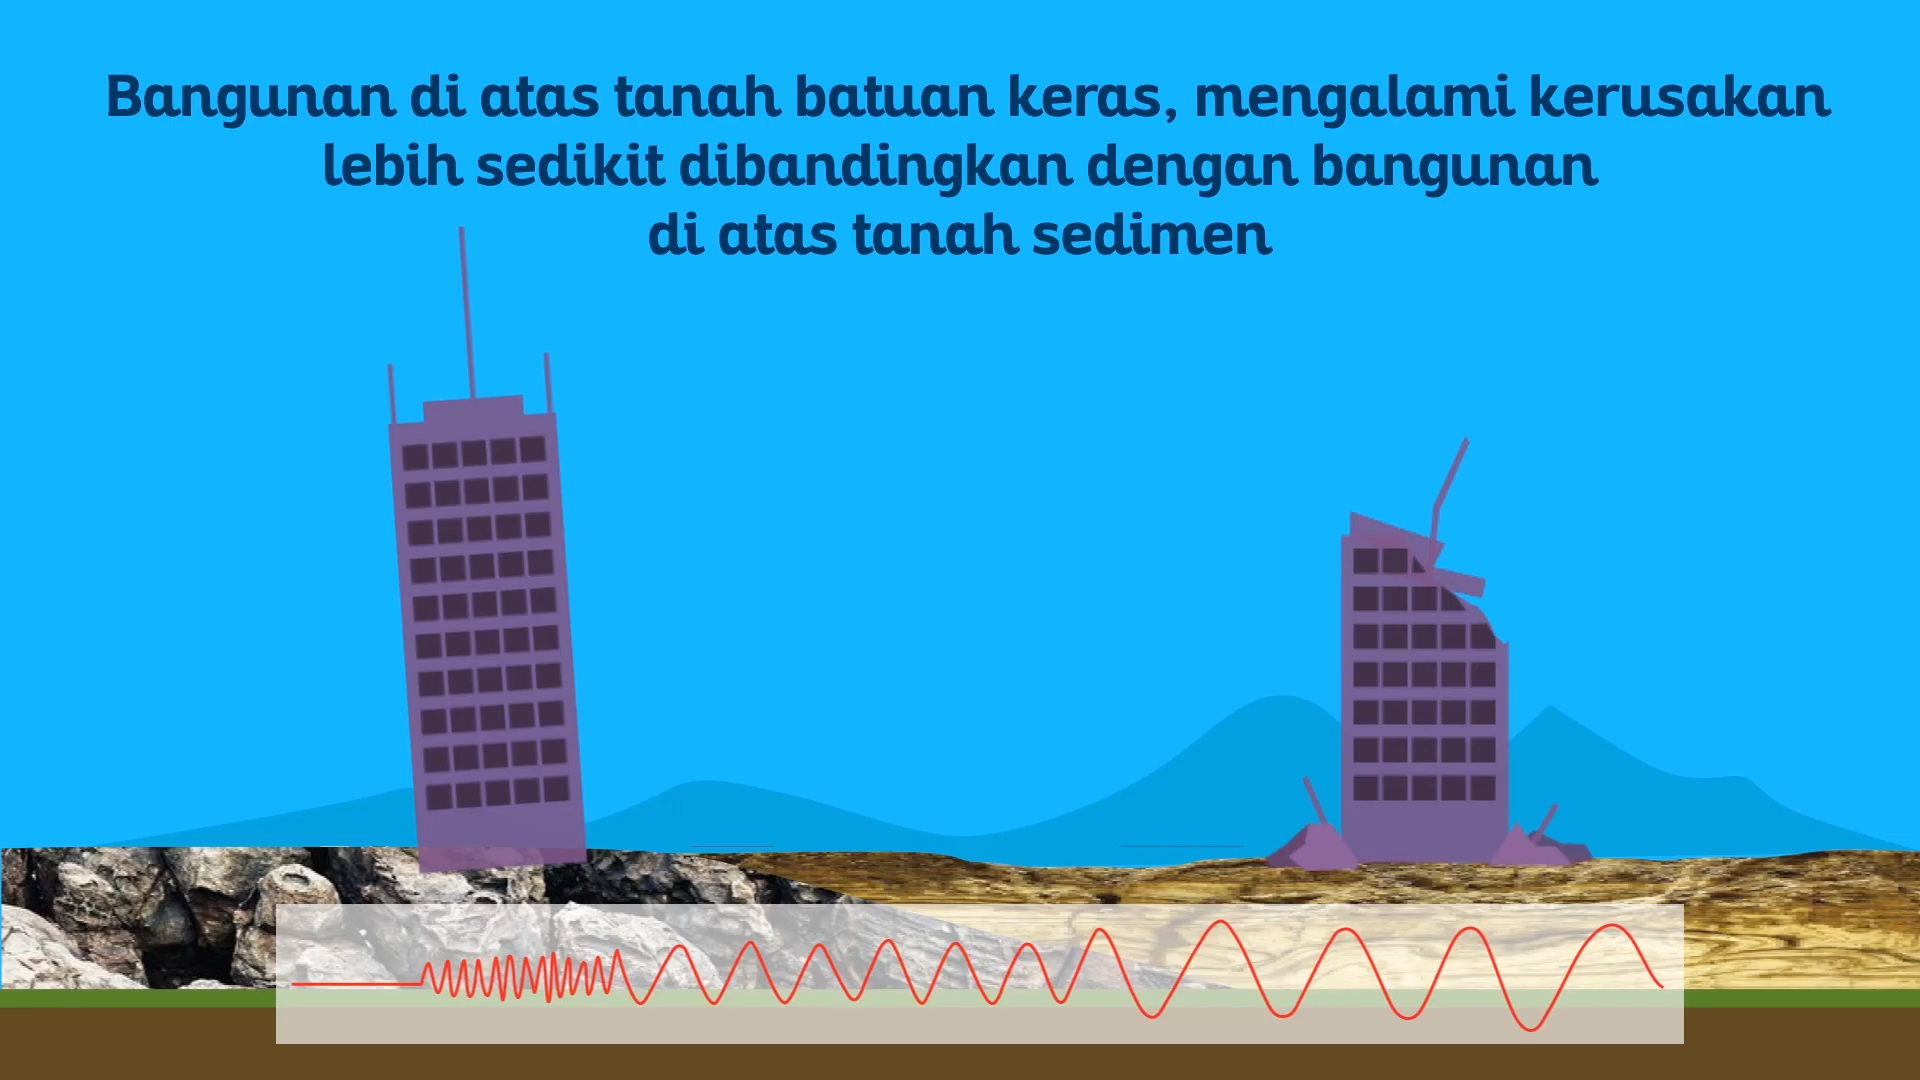 Bangunan di atas tanah batuan keras, mengalami kerusakan
lebih sedikit dibandingkan dengan bangunan
di atas tanah sedimen